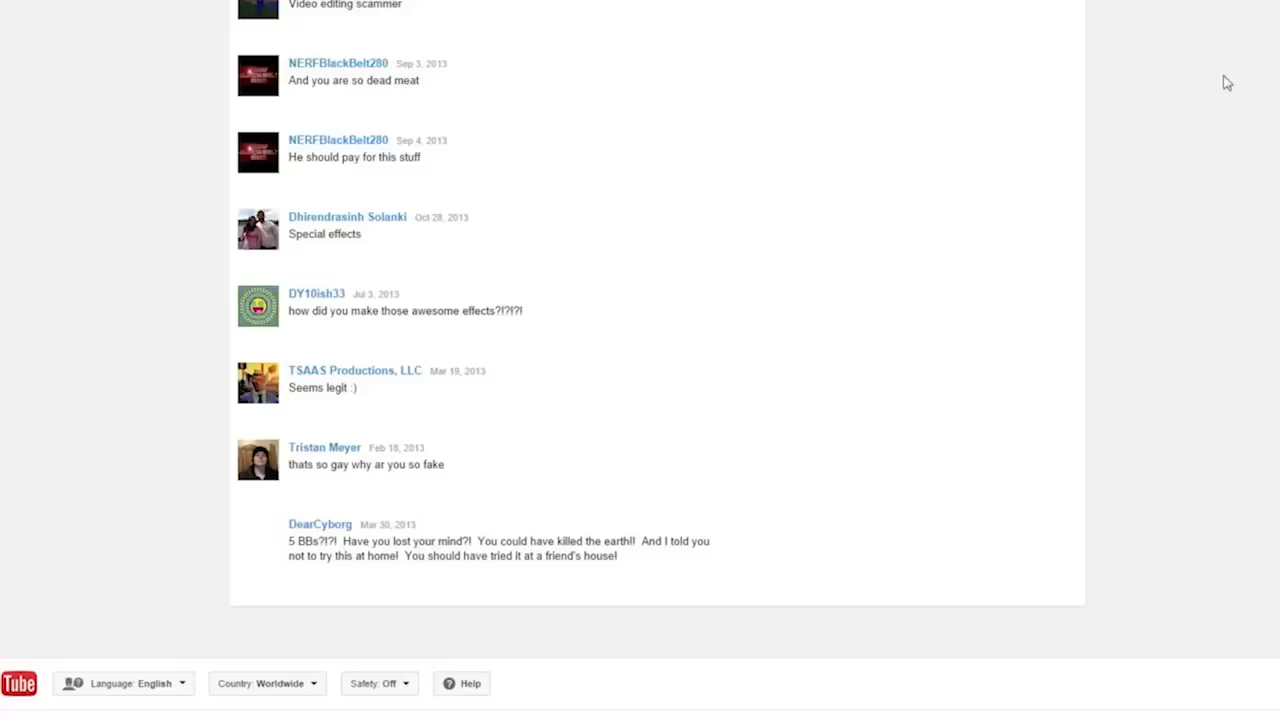 Video editing scammer
NERFBlackBelt280 Sep 3, 2013
And you are so dead meat
NERFBlackBelt280 Sep 4, 2013
He should pay for this stuff
Dhirendrasinh Solanki Oct 28, 2013
Special effects
DY10ish33 Jul 3, 2013
how did you make those awesome effects?!?!?!
TSAAS Productions, LLC Mar 19, 2013
Seems legit :)
Tristan Meyer Feb 18, 2013
thats so gay why ar you so fake
DearCyborg Mar 30, 2013
5 BBs?!?! Have you lost your mind?! You could have killed the earth!! And I told you
not to try this at home! You should have tried it at a friend's house!
Tube Language: English Country: Worldwide Safety: Off Help